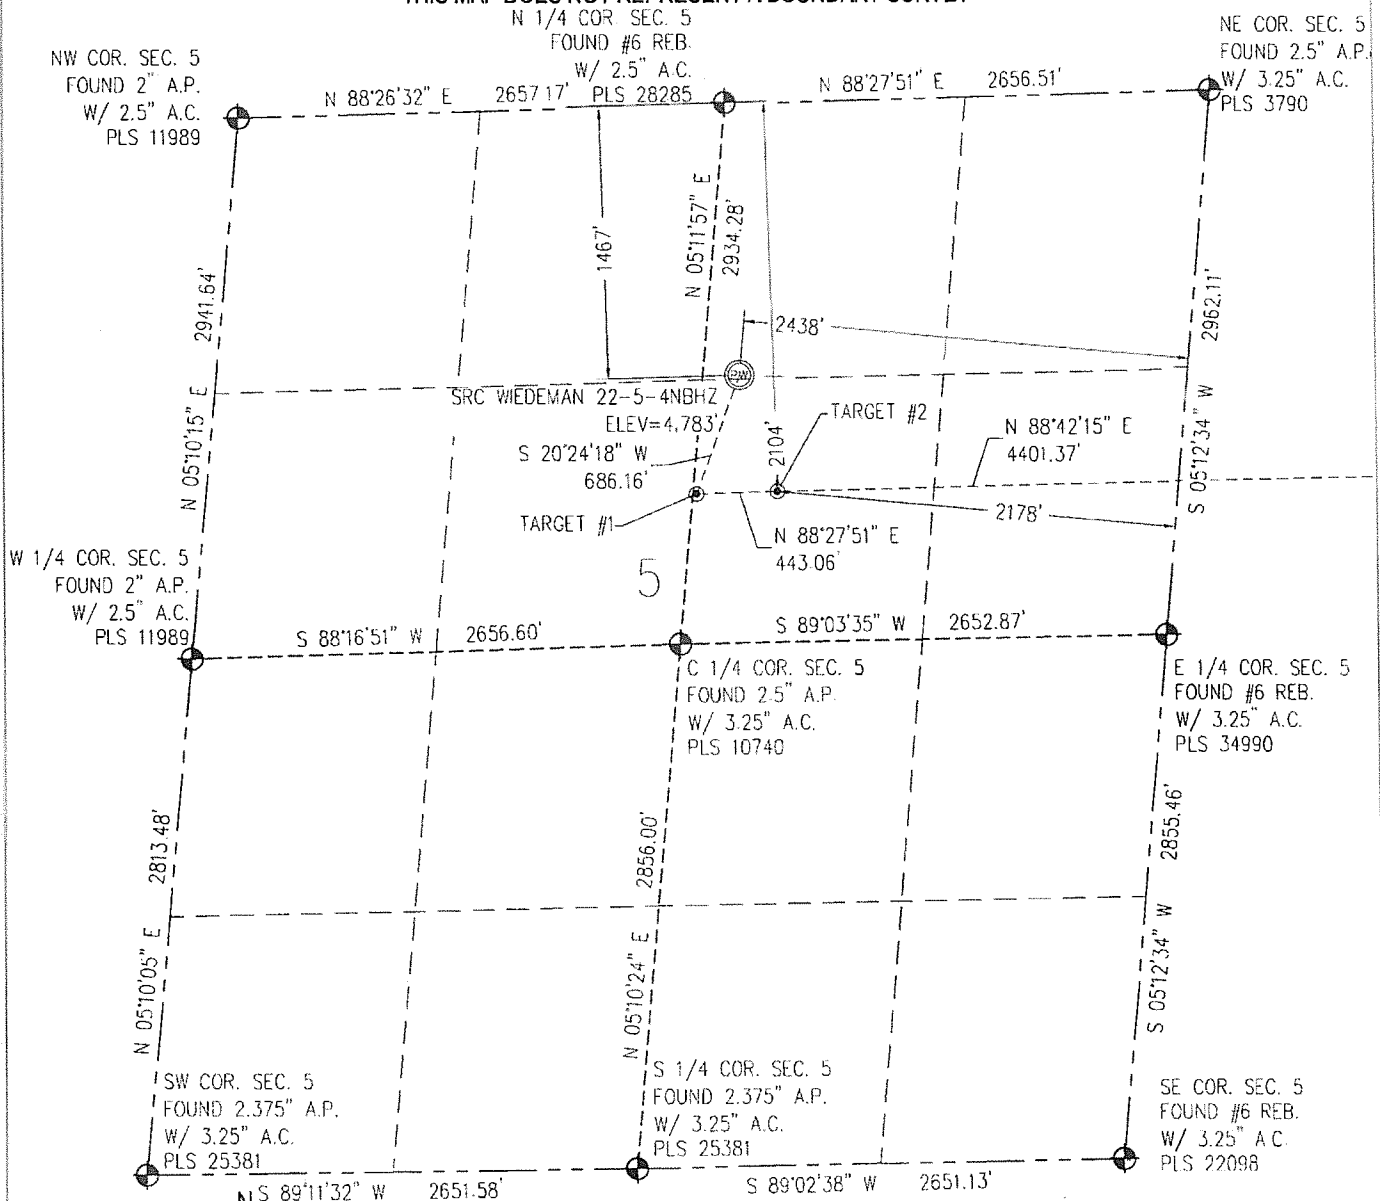 THIS MAP DOES NOT REPRESENT A BOUNDARY SURVEY
N 1/4 COR. SEC. 5
FOUND #6 REB.
W/ 2.5" A.C.
PLS 28285
NE COR. SEC. 5
FOUND 2.5" A.P.
W/ 3.25" A.C.
PLS 3790
NW COR. SEC. 5
FOUND 2" A.P.
W/ 2.5" A.C.
PLS 11989
N 88°26'32" E
2657.17'
N 88°27'51" E
2656.51'
2941.64'
N 05°10'15" E
1467'
N 05°11'57" E
2934.28'
2962.11'
S 05°12'34" W
2438'
PW
SRC WIEDEMAN 22-5-4NBHZ
ELEV=4,783'
2104'
TARGET #2
N 88°42'15" E
4401.37'
S 20°24'18" W
686.16'
TARGET #1
2178'
N 88°27'51" E
443.06'
5
W 1/4 COR. SEC. 5
FOUND 2" A.P.
W/ 2.5" A.C.
PLS 11989
S 88°16'51" W
2656.60'
S 89°03'35" W
2652.87'
C 1/4 COR. SEC. 5
FOUND 2.5" A.P.
W/ 3.25" A.C.
PLS 10740
E 1/4 COR. SEC. 5
FOUND #6 REB.
W/ 3.25" A.C.
PLS 34990
2813.48'
N 05°10'05" E
2856.00'
N 05°10'24" E
2855.46'
S 05°12'34" W
SW COR. SEC. 5
FOUND 2.375" A.P.
W/ 3.25" A.C.
PLS 25381
S 1/4 COR. SEC. 5
FOUND 2.375" A.P.
W/ 3.25" A.C.
PLS 25381
SE COR. SEC. 5
FOUND #6 REB.
W/ 3.25" A.C.
PLS 22098
S 89°11'32" W
2651.58'
S 89°02'38" W
2651.13'